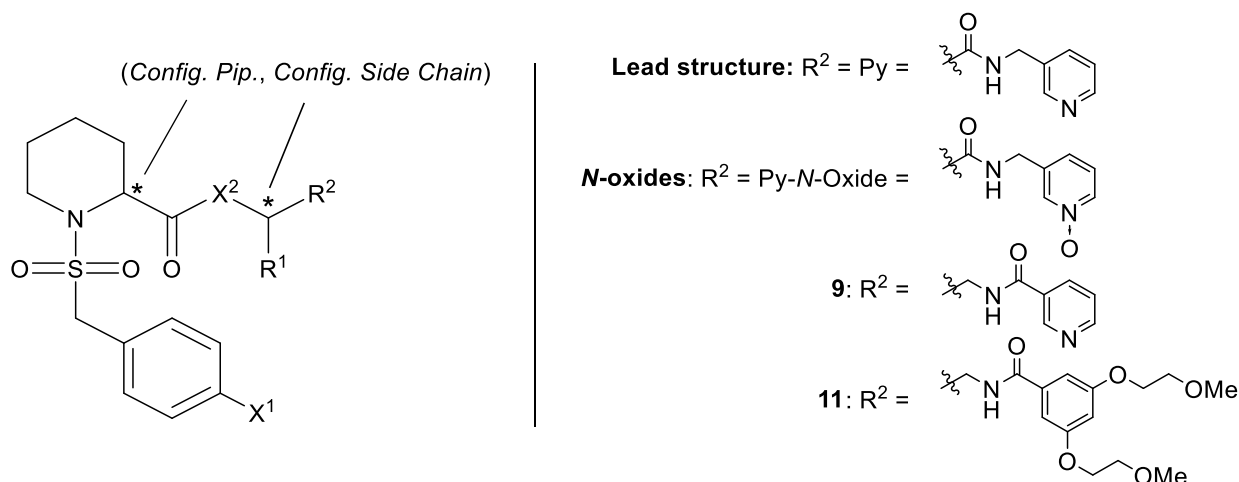 (Config. Pip., Config. Side Chain)
*
*
X²
R²
N
O
R¹
O=S=O
X¹
Lead structure: R² = Py =
O
N
H
N
N-oxides: R² = Py-N-Oxide =
O
N
H
N
O
9: R² =
O
N
H
N
11: R² =
O
N
H
O
OMe
O
OMe